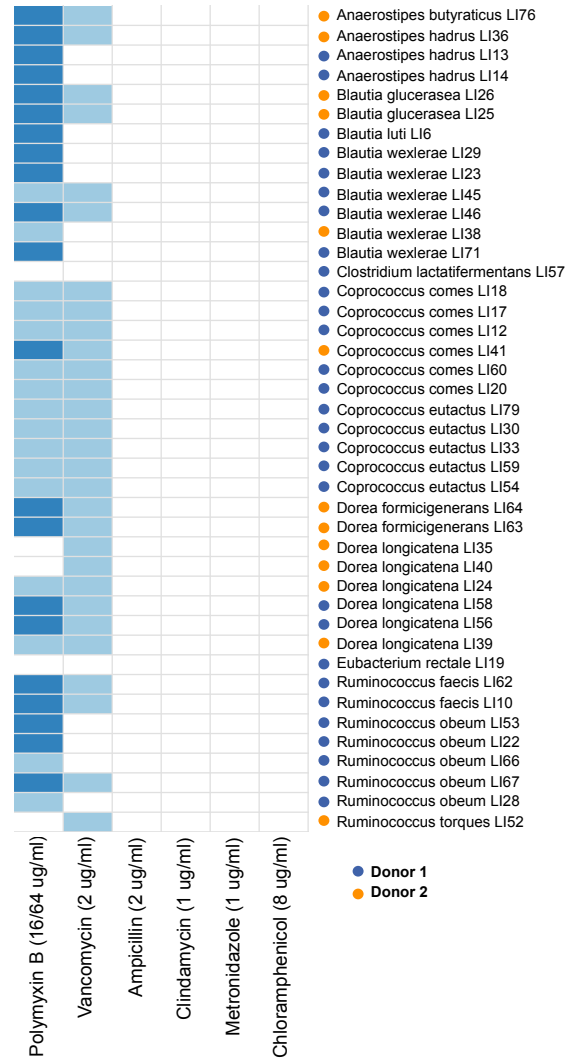 Anaerostipes butyraticus LI76
Anaerostipes hadrus LI36
Anaerostipes hadrus LI13
Anaerostipes hadrus LI14
Blautia glucerasea LI26
Blautia glucerasea LI25
Blautia luti LI6
Blautia wexlerae LI29
Blautia wexlerae LI23
Blautia wexlerae LI45
Blautia wexlerae LI46
Blautia wexlerae LI38
Blautia wexlerae LI71
Clostridium lactatifermentans LI57
Coprococcus comes LI18
Coprococcus comes LI17
Coprococcus comes LI12
Coprococcus comes LI41
Coprococcus comes LI60
Coprococcus comes LI20
Coprococcus eutactus LI79
Coprococcus eutactus LI30
Coprococcus eutactus LI33
Coprococcus eutactus LI59
Coprococcus eutactus LI54
Dorea formicigenerans LI64
Dorea formicigenerans LI63
Dorea longicatena LI35
Dorea longicatena LI40
Dorea longicatena LI24
Dorea longicatena LI58
Dorea longicatena LI56
Dorea longicatena LI39
Eubacterium rectale LI19
Ruminococcus faecis LI62
Ruminococcus faecis LI10
Ruminococcus obeum LI53
Ruminococcus obeum LI22
Ruminococcus obeum LI66
Ruminococcus obeum LI67
Ruminococcus obeum LI28
Ruminococcus torques LI52
Polymyxin B (16/64 ug/ml)
Vancomycin (2 ug/ml)
Ampicillin (2 ug/ml)
Clindamycin (1 ug/ml)
Metronidazole (1 ug/ml)
Chloramphenicol (8 ug/ml)
Donor 1
Donor 2